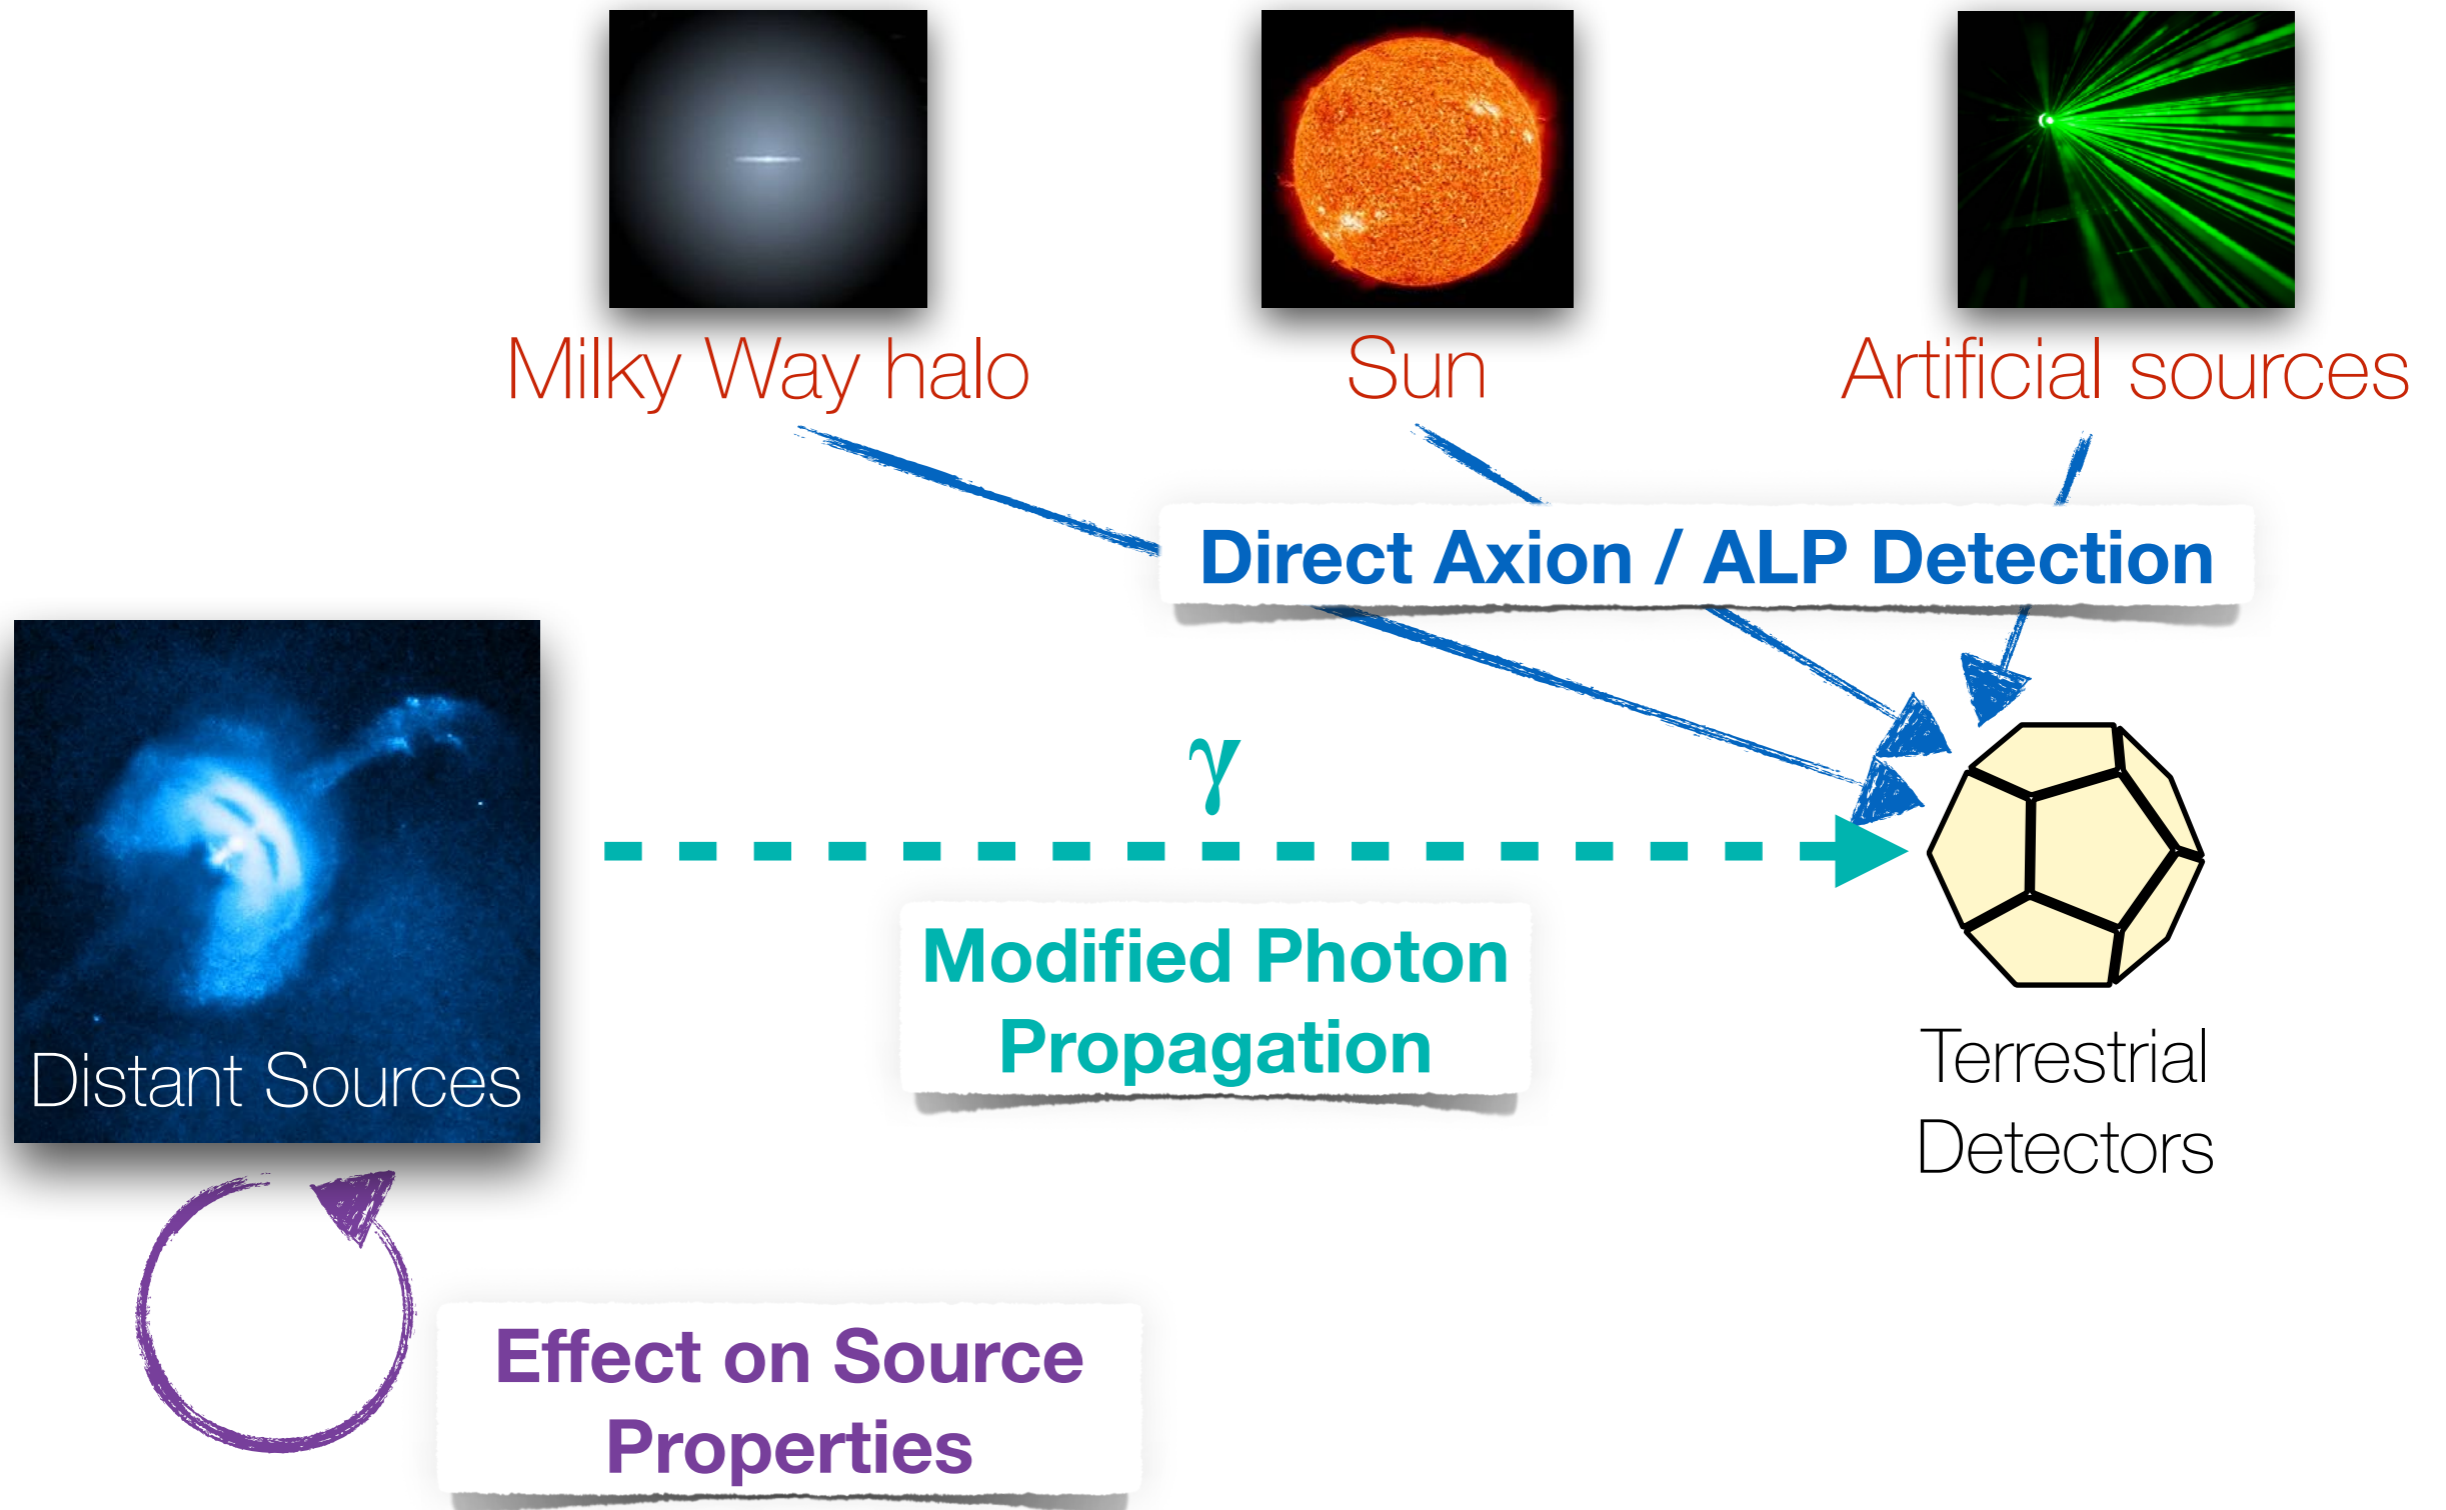 Milky Way halo
Sun
Artificial sources
Direct Axion / ALP Detection
γ
Modified Photon
Propagation
Distant Sources
Terrestrial
Detectors
Effect on Source
Properties